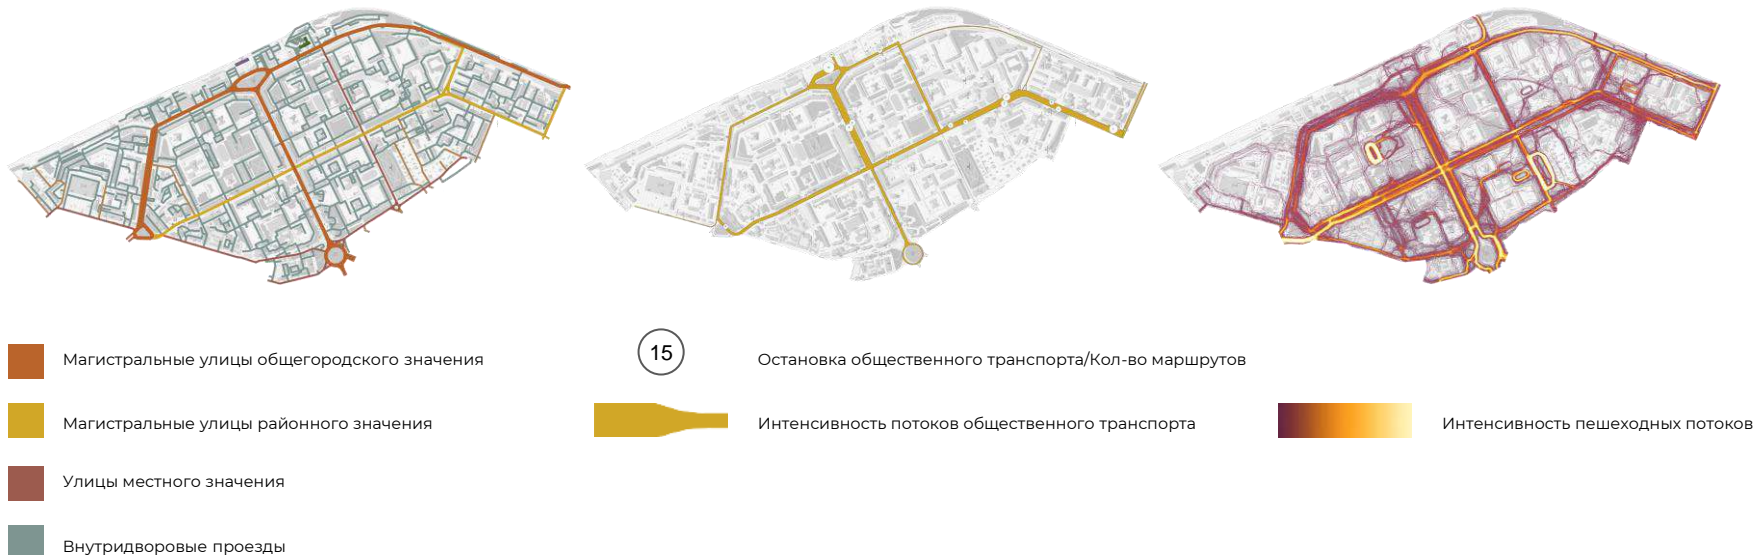 Магистральные улицы общегородского значения
15
Остановка общественного транспорта/Кол-во маршрутов
Магистральные улицы районного значения
Интенсивность потоков общественного транспорта
Интенсивность пешеходных потоков
Улицы местного значения
Внутридворовые проезды